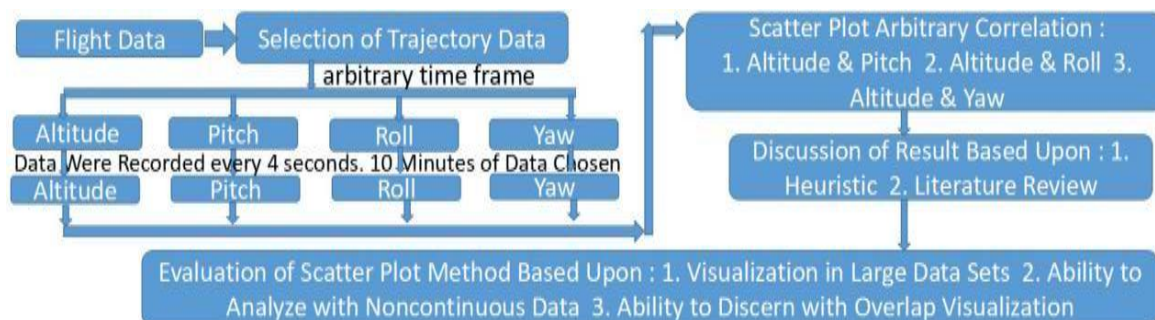 Flight Data
Selection of Trajectory Data
arbitrary time frame
Altitude
Pitch
Roll
Yaw
Data Were Recorded every 4 seconds. 10 Minutes of Data Chosen
Altitude
Pitch
Roll
Yaw
Scatter Plot Arbitrary Correlation :
1. Altitude & Pitch 2. Altitude & Roll 3.
Altitude & Yaw
Discussion of Result Based Upon : 1.
Heuristic 2. Literature Review
Evaluation of Scatter Plot Method Based Upon : 1. Visualization in Large Data Sets 2. Ability to
Analyze with Noncontinuous Data 3. Ability to Discern with Overlap Visualization